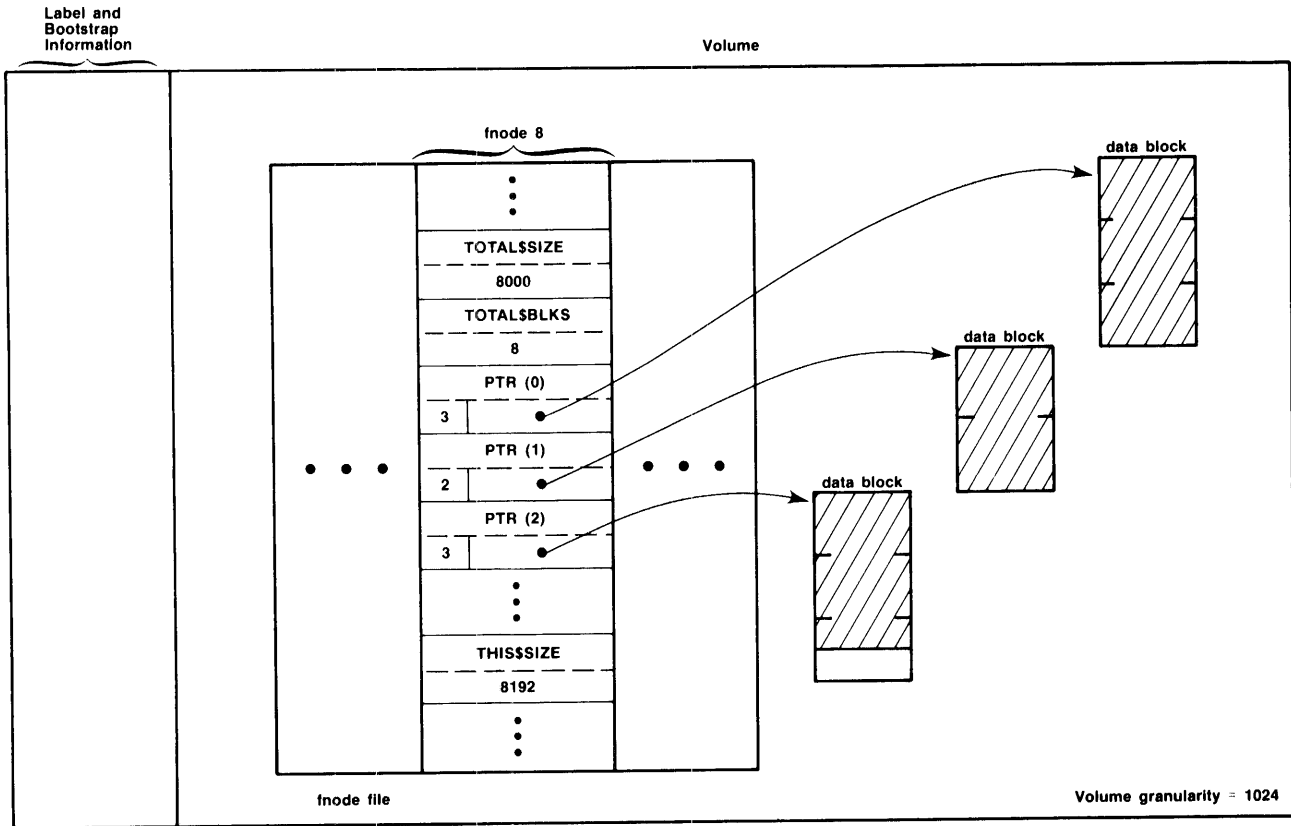 Label and
Bootstrap
Information
Volume
fnode 8
TOTAL$SIZE
8000
TOTAL$BLKS
8
PTR (0)
3
PTR (1)
2
PTR (2)
3
THIS$SIZE
8192
data block
data block
data block
fnode file
Volume granularity = 1024